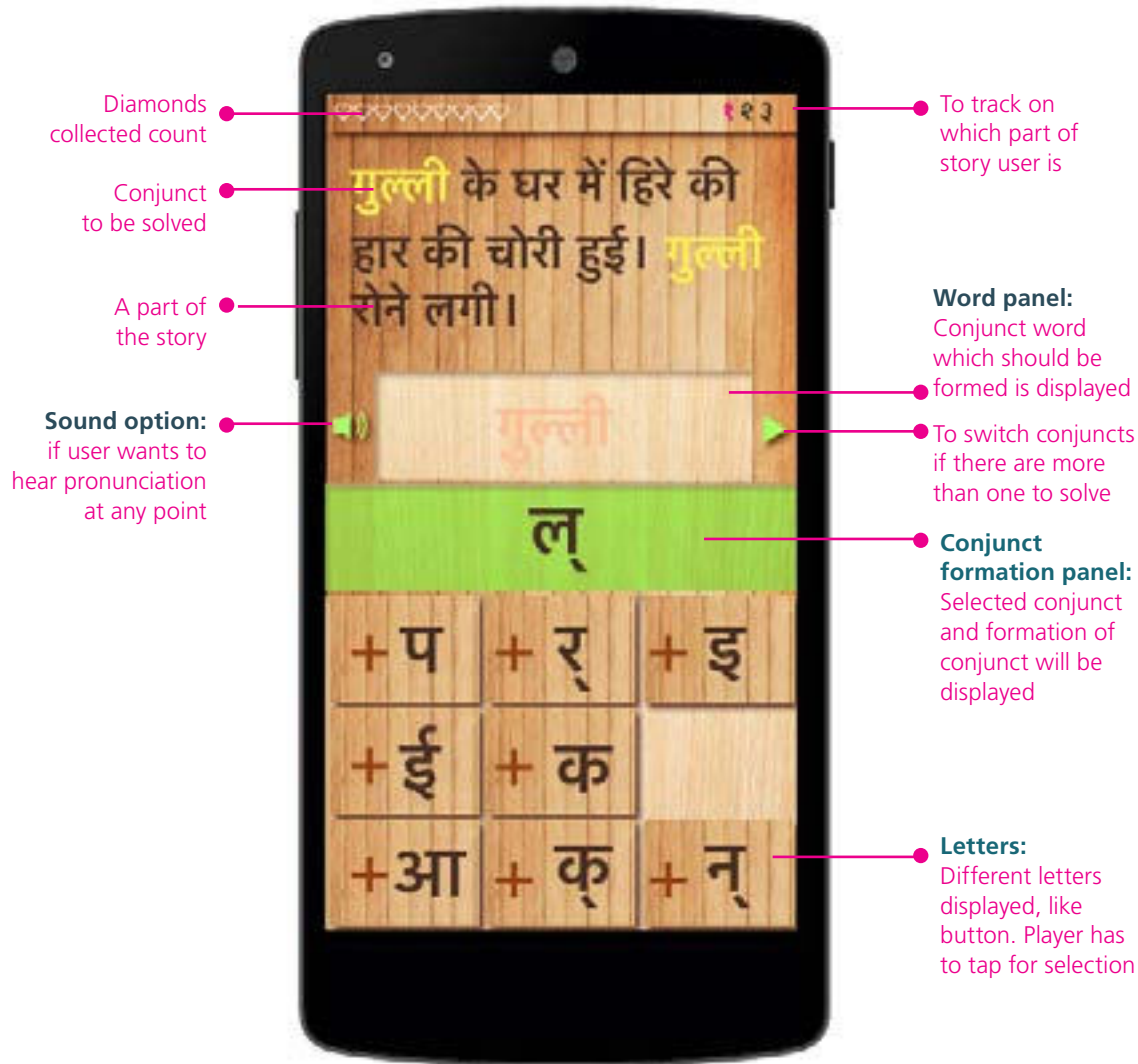 Diamonds
collected count
Conjunct
to be solved
A part of
the story
Sound option:
if user wants to
hear pronunciation
at any point
१ २ ३
गुल्ली के घर में हिरे की
हार की चोरी हुई। गुल्ली
रोने लगी।
गुल्ली
ल्
+ प + र् + इ
+ ई + क
+ आ + क् + न्
To track on
which part of
story user is
Word panel:
Conjunct word
which should be
formed is displayed
To switch conjuncts
if there are more
than one to solve
Conjunct
formation panel:
Selected conjunct
and formation of
conjunct will be
displayed
Letters:
Different letters
displayed, like
button. Player has
to tap for selection